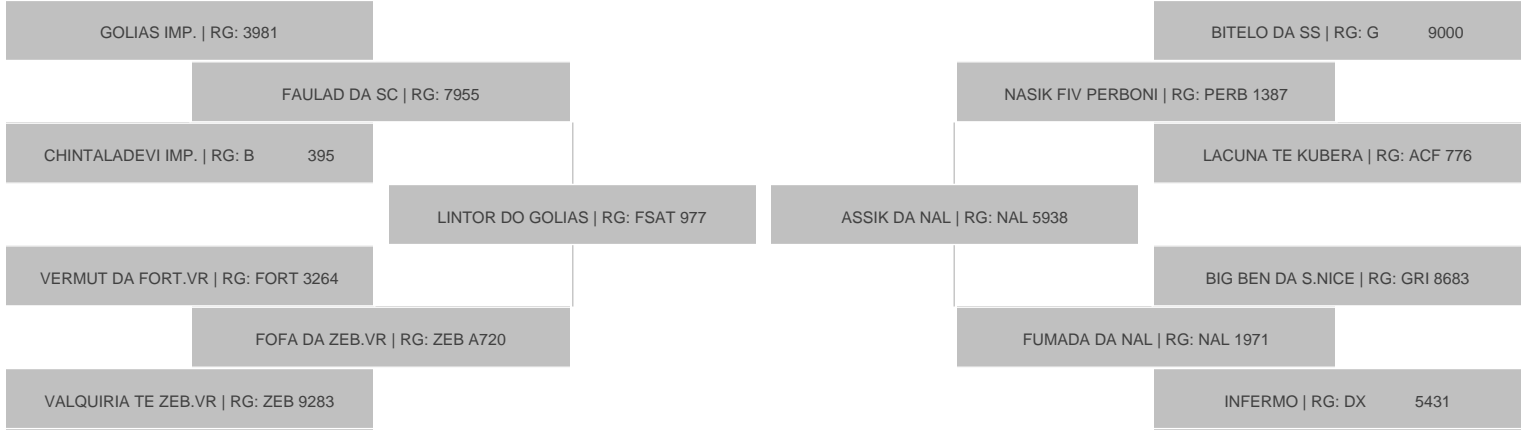 GOLIAS IMP. | RG: 3981
BITELO DA SS | RG: G 9000
FAULAD DA SC | RG: 7955
NASIK FIV PERBONI | RG: PERB 1387
CHINTALADEVI IMP. | RG: B 395
LACUNA TE KUBERA | RG: ACF 776
LINTOR DO GOLIAS | RG: FSAT 977
ASSIK DA NAL | RG: NAL 5938
VERMUT DA FORT.VR | RG: FORT 3264
BIG BEN DA S.NICE | RG: GRI 8683
FOFA DA ZEB.VR | RG: ZEB A720
FUMADA DA NAL | RG: NAL 1971
VALQUIRIA TE ZEB.VR | RG: ZEB 9283
INFERMO | RG: DX 5431